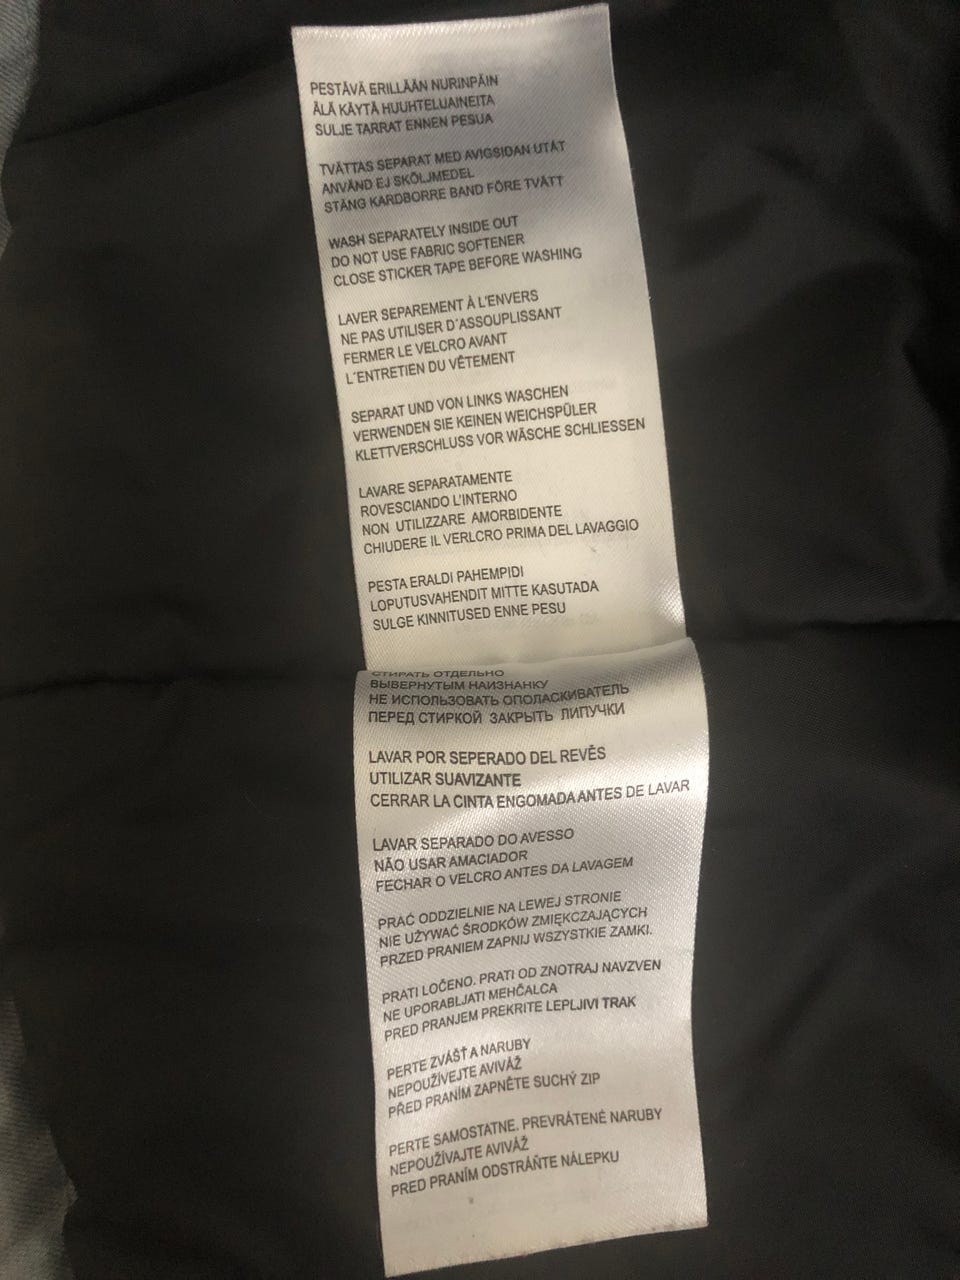 PESTÄVÄ ERILLÄÄN NURINPÄIN
ÄLÄ KÄYTÄ HUUHTELUAINEITA
SULJE TARRAT ENNEN PESUA
TVÄTTAS SEPARAT MED AVIGSIDAN UTÅT
ANVÄND EJ SKÖLJMEDEL
STÄNG KARDBORRE BAND FÖRE TVÄTT
WASH SEPARATELY INSIDE OUT
DO NOT USE FABRIC SOFTENER
CLOSE STICKER TAPE BEFORE WASHING
LAVER SEPAREMENT À L'ENVERS
NE PAS UTILISER D´ASSOUPLISSANT
FERMER LE VELCRO AVANT
L´ENTRETIEN DU VÊTEMENT
SEPARAT UND VON LINKS WASCHEN
VERWENDEN SIE KEINEN WEICHSPÜLER
KLETTVERSCHLUSS VOR WÄSCHE SCHLIESSEN
LAVARE SEPARATAMENTE
ROVESCIANDO L'INTERNO
NON UTILIZZARE AMORBIDENTE
CHIUDERE IL VERLCRO PRIMA DEL LAVAGGIO
PESTA ERALDI PAHEMPIDI
LOPUTUSVAHENDIT MITTE KASUTADA
SULGE KINNITUSED ENNE PESU
СТИРАТЬ ОТДЕЛЬНО
ВЫВЕРНУТЫМ НАИЗНАНКУ
НЕ ИСПОЛЬЗОВАТЬ ОПОЛАСКИВАТЕЛЬ
ПЕРЕД СТИРКОЙ ЗАКРЫТЬ ЛИПУЧКИ
LAVAR POR SEPERADO DEL REVÉS
UTILIZAR SUAVIZANTE
CERRAR LA CINTA ENGOMADA ANTES DE LAVAR
LAVAR SEPARADO DO AVESSO
NÃO USAR AMACIADOR
FECHAR O VELCRO ANTES DA LAVAGEM
PRAĆ ODDZIELNIE NA LEWEJ STRONIE
NIE UŻYWAĆ ŚRODKÓW ZMIĘKCZAJĄCYCH
PRZED PRANIEM ZAPNIJ WSZYSTKIE ZAMKI.
PRATI LOČENO. PRATI OD ZNOTRAJ NAVZVEN
NE UPORABLJATI MEHČALCA
PRED PRANJEM PREKRITE LEPLJIVI TRAK
PERTE ZVÁŠŤ A NARUBY
NEPOUŽÍVEJTE AVIVÁŽ
PŘED PRANÍM ZAPNĚTE SUCHÝ ZIP
PERTE SAMOSTATNE. PREVRÁTENÉ NARUBY
NEPOUŽÍVAJTE AVIVÁŽ
PRED PRANÍM ODSTRÁŇTE NÁLEPKU